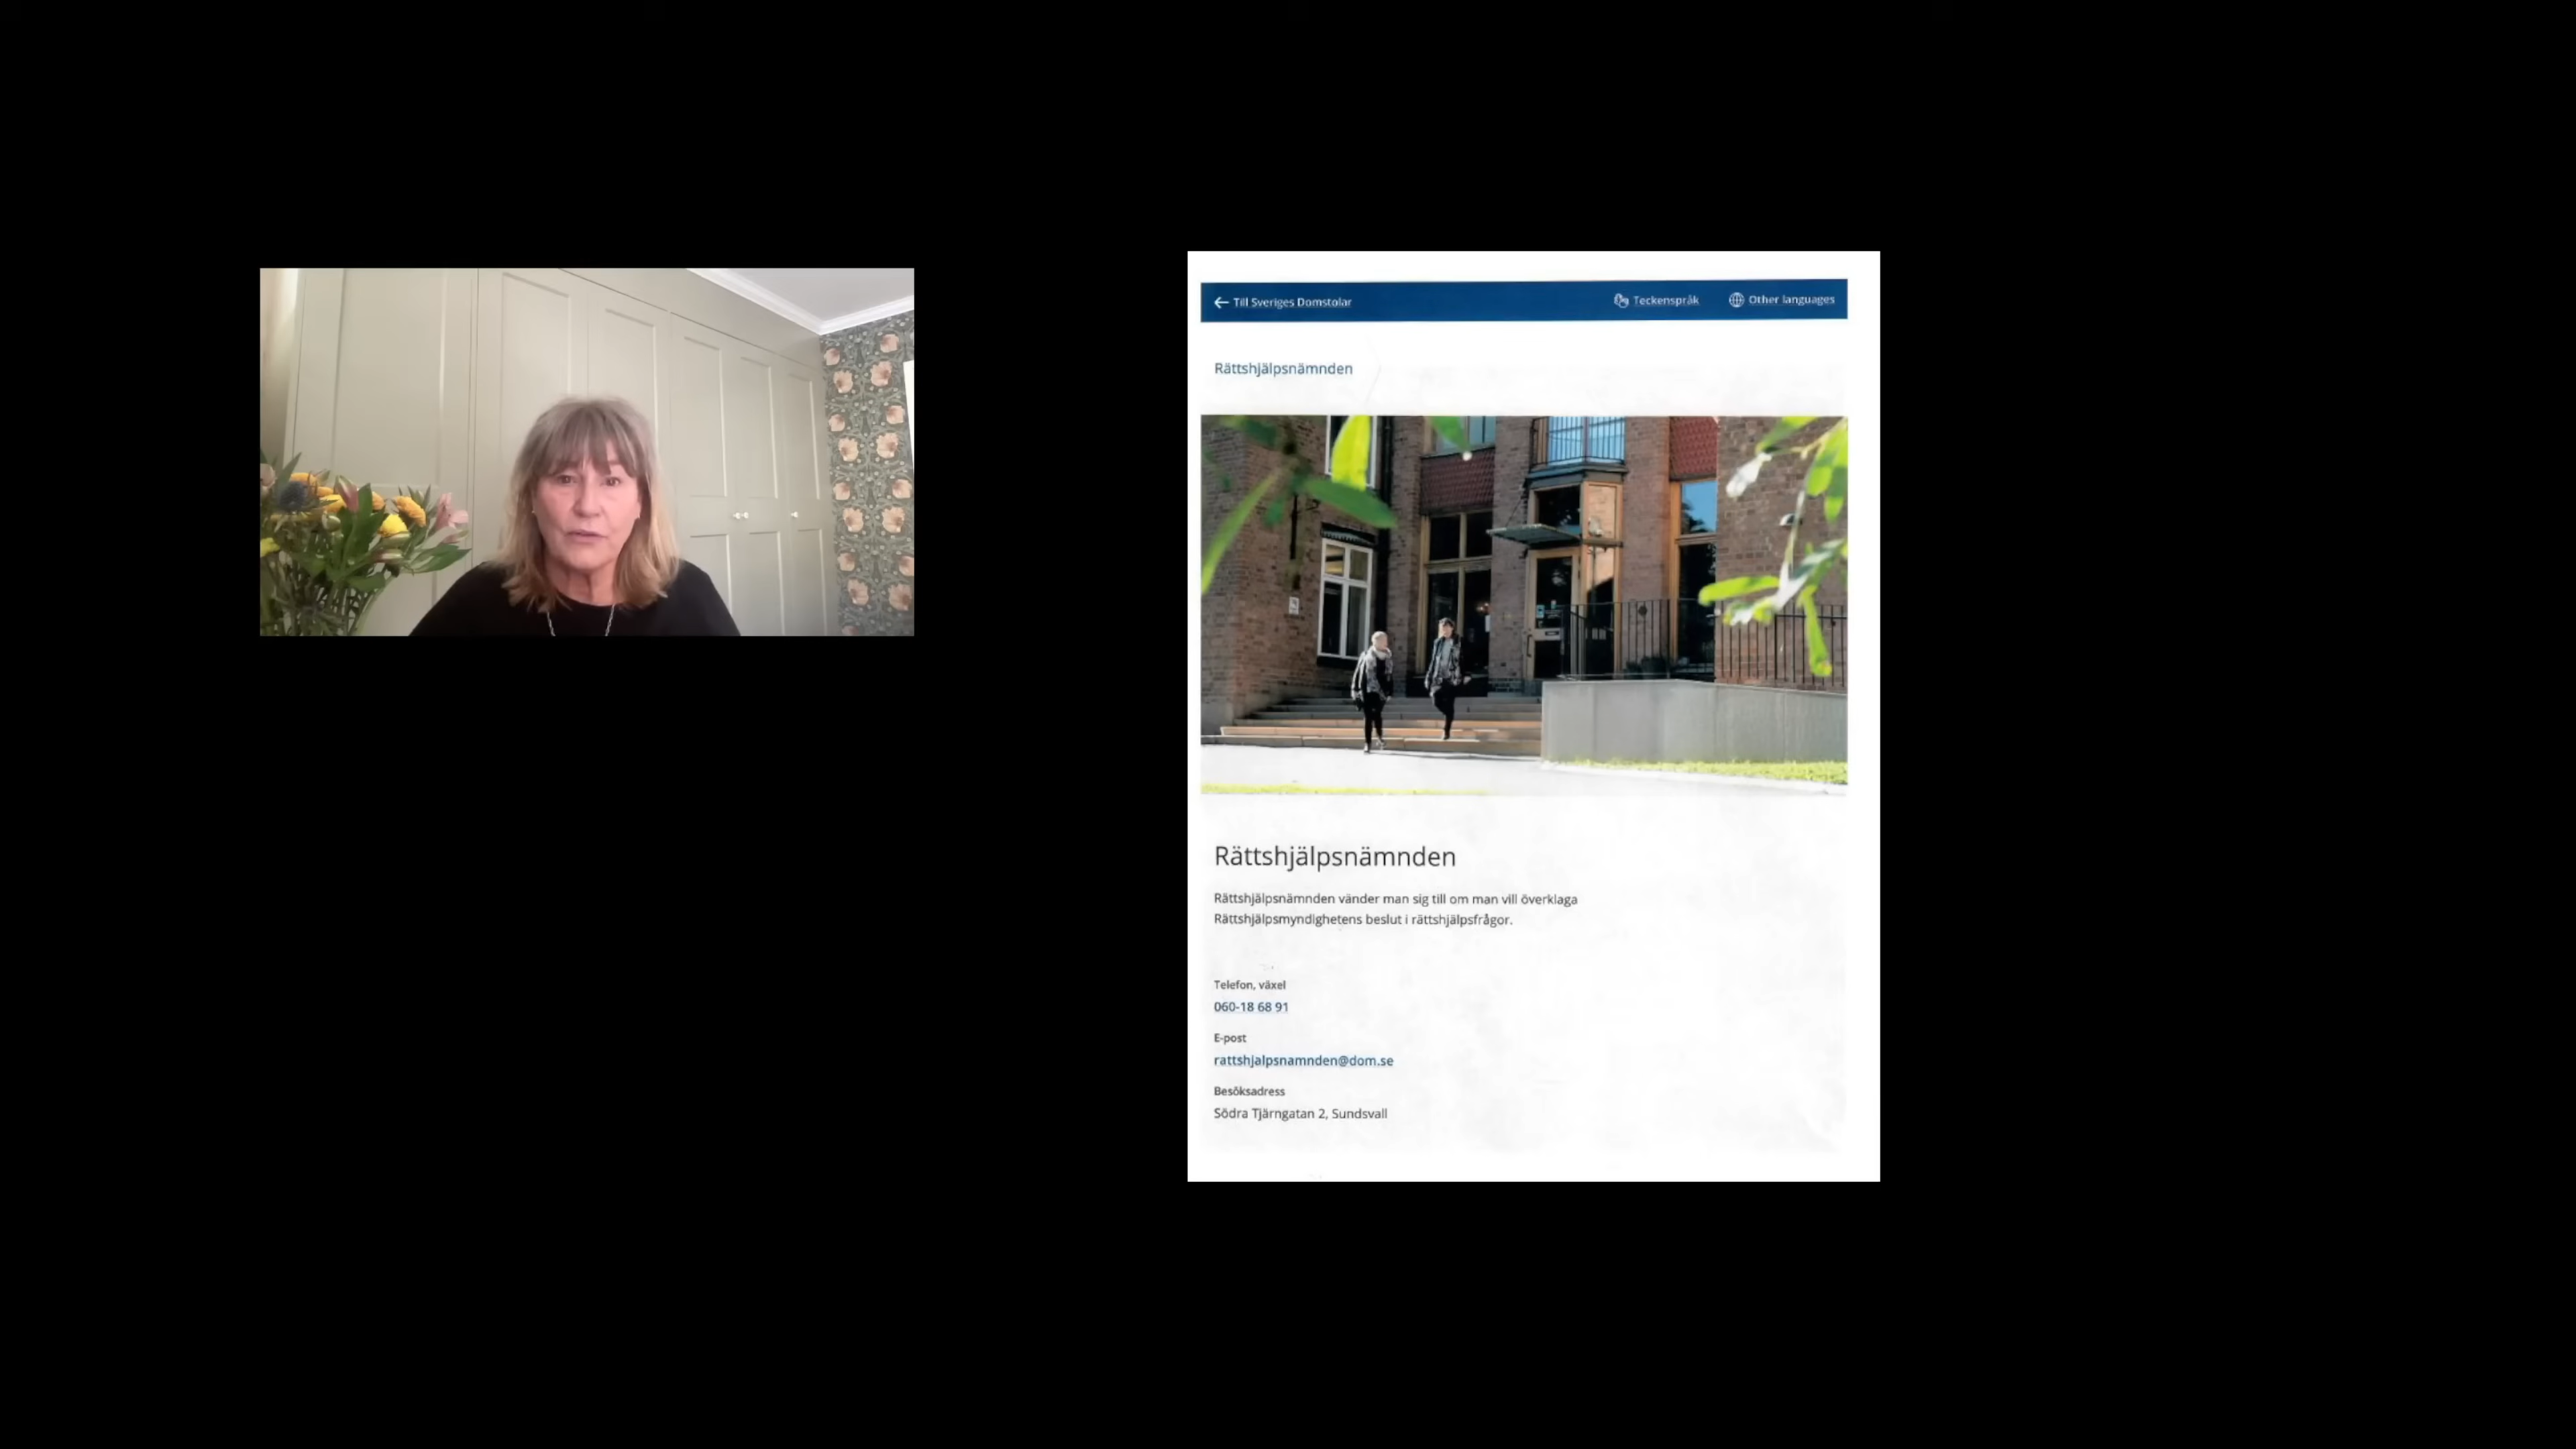 Till Sveriges Domstolar
Teckenspråk
Other languages
Rättshjälpsnämnden
Rättshjälpsnämnden
Rättshjälpsnämnden vänder man sig till om man vill överklaga
Rättshjälpsmyndighetens beslut i rättshjälpsfrågor.
Telefon, växel
060-18 68 91
E-post
rattshjalpsnamnden@dom.se
Besöksadress
Södra Tjärngatan 2, Sundsvall